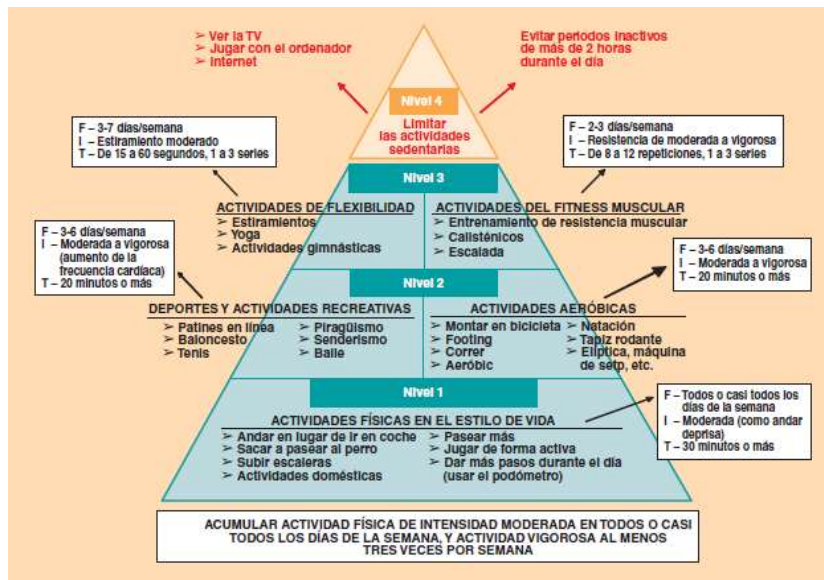 ➢ Ver la TV
➢ Jugar con el ordenador
➢ Internet
Evitar periodos inactivos
de más de 2 horas
durante el día
Nivel 4
Limitar
las actividades
sedentarias
F – 3-7 días/semana
I – Estiramiento moderado
T – De 15 a 60 segundos, 1 a 3 series
F – 2-3 días/semana
I – Resistencia de moderada a vigorosa
T – De 8 a 12 repeticiones, 1 a 3 series
Nivel 3
ACTIVIDADES DE FLEXIBILIDAD
➢ Estiramientos
➢ Yoga
➢ Actividades gimnásticas
ACTIVIDADES DEL FITNESS MUSCULAR
➢ Entrenamiento de resistencia muscular
➢ Calisténicos
➢ Escalada
F – 3-6 días/semana
I – Moderada a vigorosa
(aumento de la
frecuencia cardíaca)
T – 20 minutos o más
F – 3-6 días/semana
I – Moderada a vigorosa
T – 20 minutos o más
Nivel 2
DEPORTES Y ACTIVIDADES RECREATIVAS
➢ Patines en línea
➢ Baloncesto
➢ Tenis
➢ Piragüismo
➢ Senderismo
➢ Baile
ACTIVIDADES AERÓBICAS
➢ Montar en bicicleta
➢ Footing
➢ Correr
➢ Aeróbic
➢ Natación
➢ Tapiz rodante
➢ Elíptica, máquina
de setp, etc.
Nivel 1
ACTIVIDADES FÍSICAS EN EL ESTILO DE VIDA
➢ Andar en lugar de ir en coche
➢ Sacar a pasear al perro
➢ Subir escaleras
➢ Actividades domésticas
➢ Pasear más
➢ Jugar de forma activa
➢ Dar más pasos durante el día
(usar el podómetro)
F – Todos o casi todos los
días de la semana
I – Moderada (como andar
deprisa)
T – 30 minutos o más
ACUMULAR ACTIVIDAD FÍSICA DE INTENSIDAD MODERADA EN TODOS O CASI
TODOS LOS DÍAS DE LA SEMANA, Y ACTIVIDAD VIGOROSA AL MENOS
TRES VECES POR SEMANA